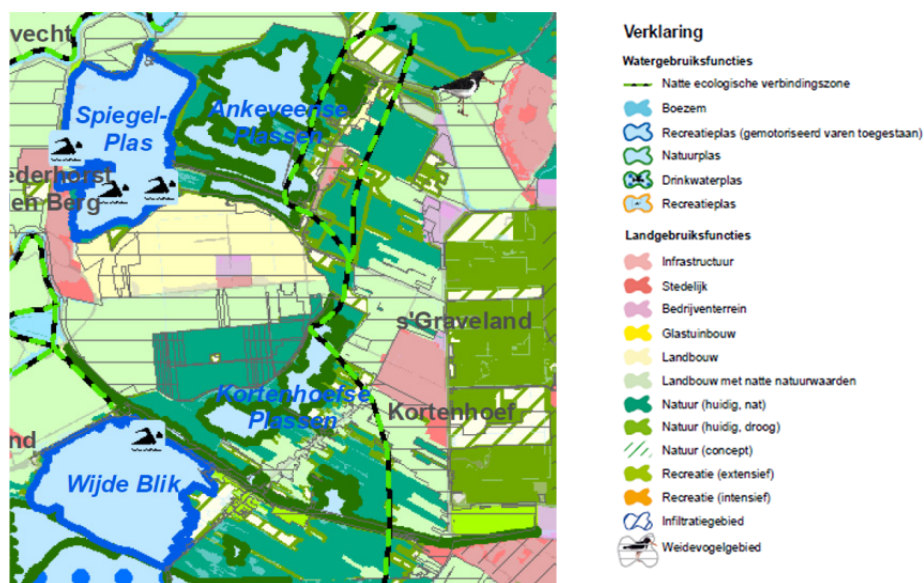 vecht
Spiegel-
Plas
Ankeveense
Plassen
ederhorst
en Berg
s'Graveland
Kortenhoefse
Plassen
Kortenhoef
nd
Wijde Blik
Verklaring
Watergebruiksfuncties
Natte ecologische verbindingszone
Boezem
Recreatieplas (gemotoriseerd varen toegestaan)
Natuurplas
Drinkwaterplas
Recreatieplas
Landgebruiksfuncties
Infrastructuur
Stedelijk
Bedrijventerrein
Glastuinbouw
Landbouw
Landbouw met natte natuurwaarden
Natuur (huidig, nat)
Natuur (huidig, droog)
Natuur (concept)
Recreatie (extensief)
Recreatie (intensief)
Infiltratiegebied
Weidevogelgebied